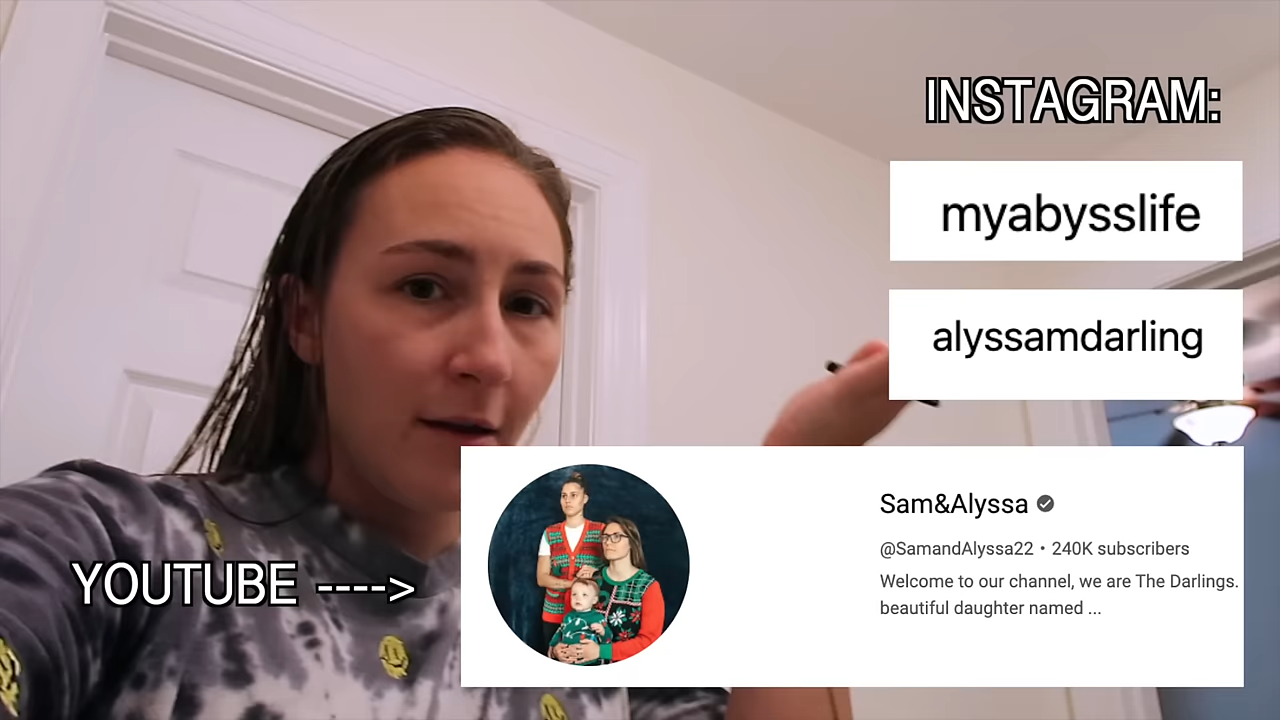 INSTAGRAM:
myabysslife
alyssamdarling
YOUTUBE ---->
Sam&Alyssa
@SamandAlyssa22 • 240K subscribers
Welcome to our channel, we are The Darlings.
beautiful daughter named ...